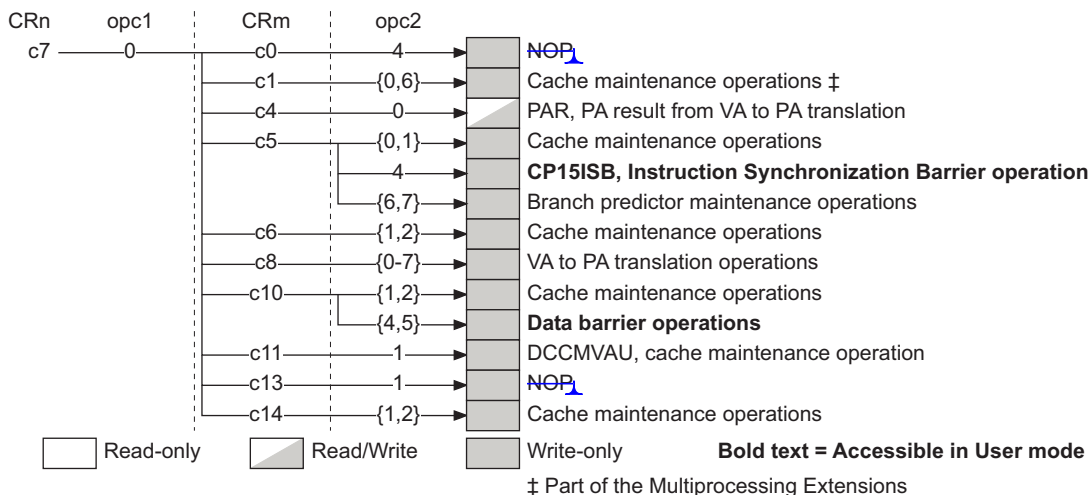 CRn opc1 CRm opc2
c7 0 c0 4 NOP
c1 {0,6} Cache maintenance operations ‡
c4 0 PAR, PA result from VA to PA translation
c5 {0,1} Cache maintenance operations
4 CP15ISB, Instruction Synchronization Barrier operation
{6,7} Branch predictor maintenance operations
c6 {1,2} Cache maintenance operations
c8 {0-7} VA to PA translation operations
c10 {1,2} Cache maintenance operations
{4,5} Data barrier operations
c11 1 DCCMVAU, cache maintenance operation
c13 1 NOP
c14 {1,2} Cache maintenance operations
Read-only Read/Write Write-only Bold text = Accessible in User mode
‡ Part of the Multiprocessing Extensions